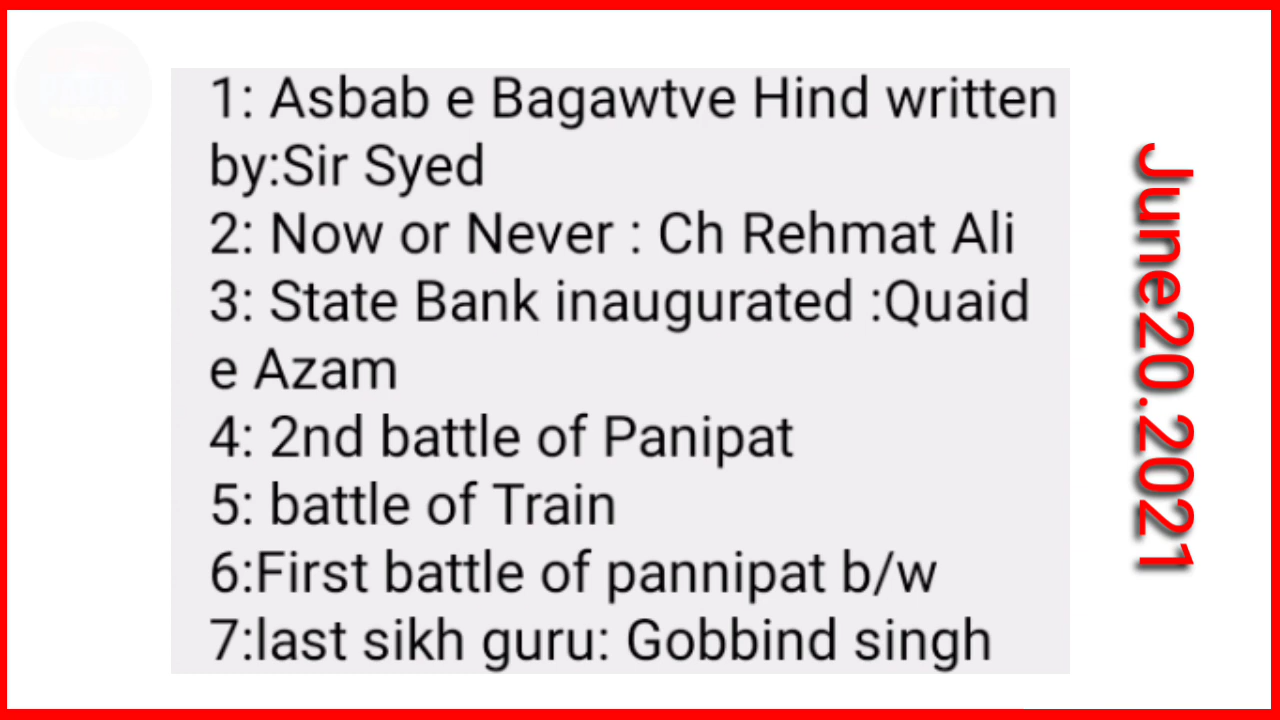 1: Asbab e Bagawtve Hind written
by:Sir Syed
2: Now or Never : Ch Rehmat Ali
3: State Bank inaugurated :Quaid
e Azam
4: 2nd battle of Panipat
5: battle of Train
6:First battle of pannipat b/w
7:last sikh guru: Gobbind singh
June20.2021